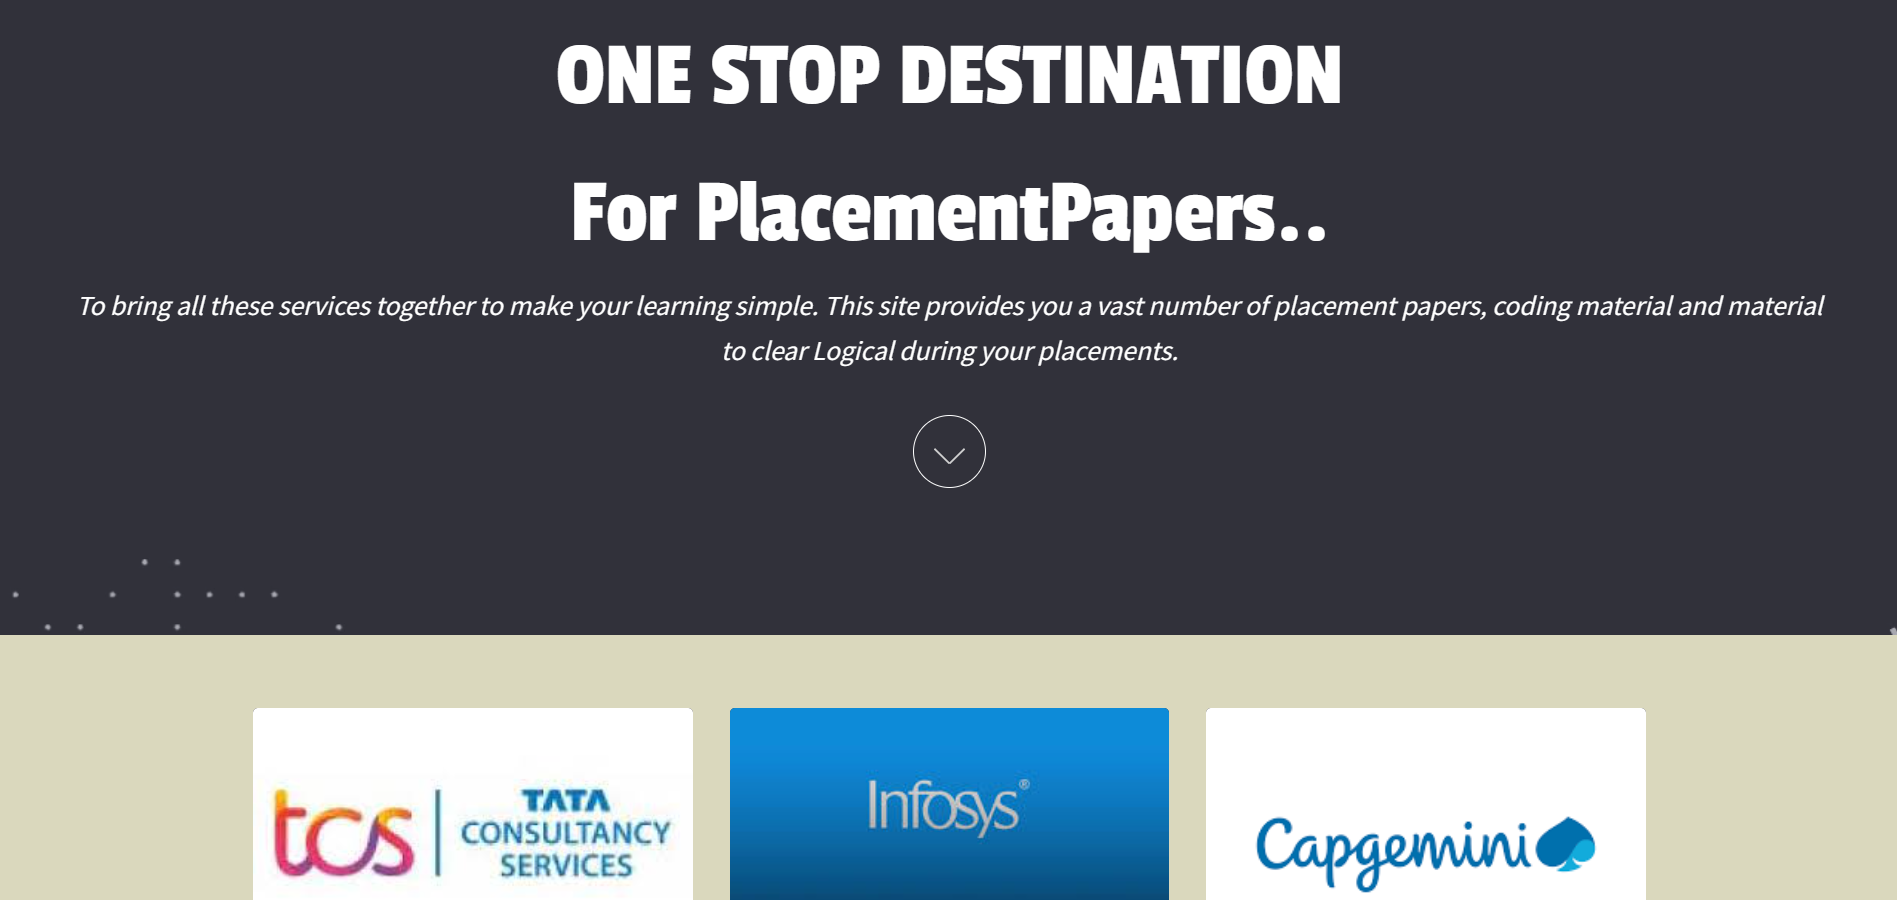 ONE STOP DESTINATION
For PlacementPapers..
To bring all these services together to make your learning simple. This site provides you a vast number of placement papers, coding material and material
to clear Logical during your placements.
tcs
TATA
CONSULTANCY
SERVICES
Infosys®
Capgemini